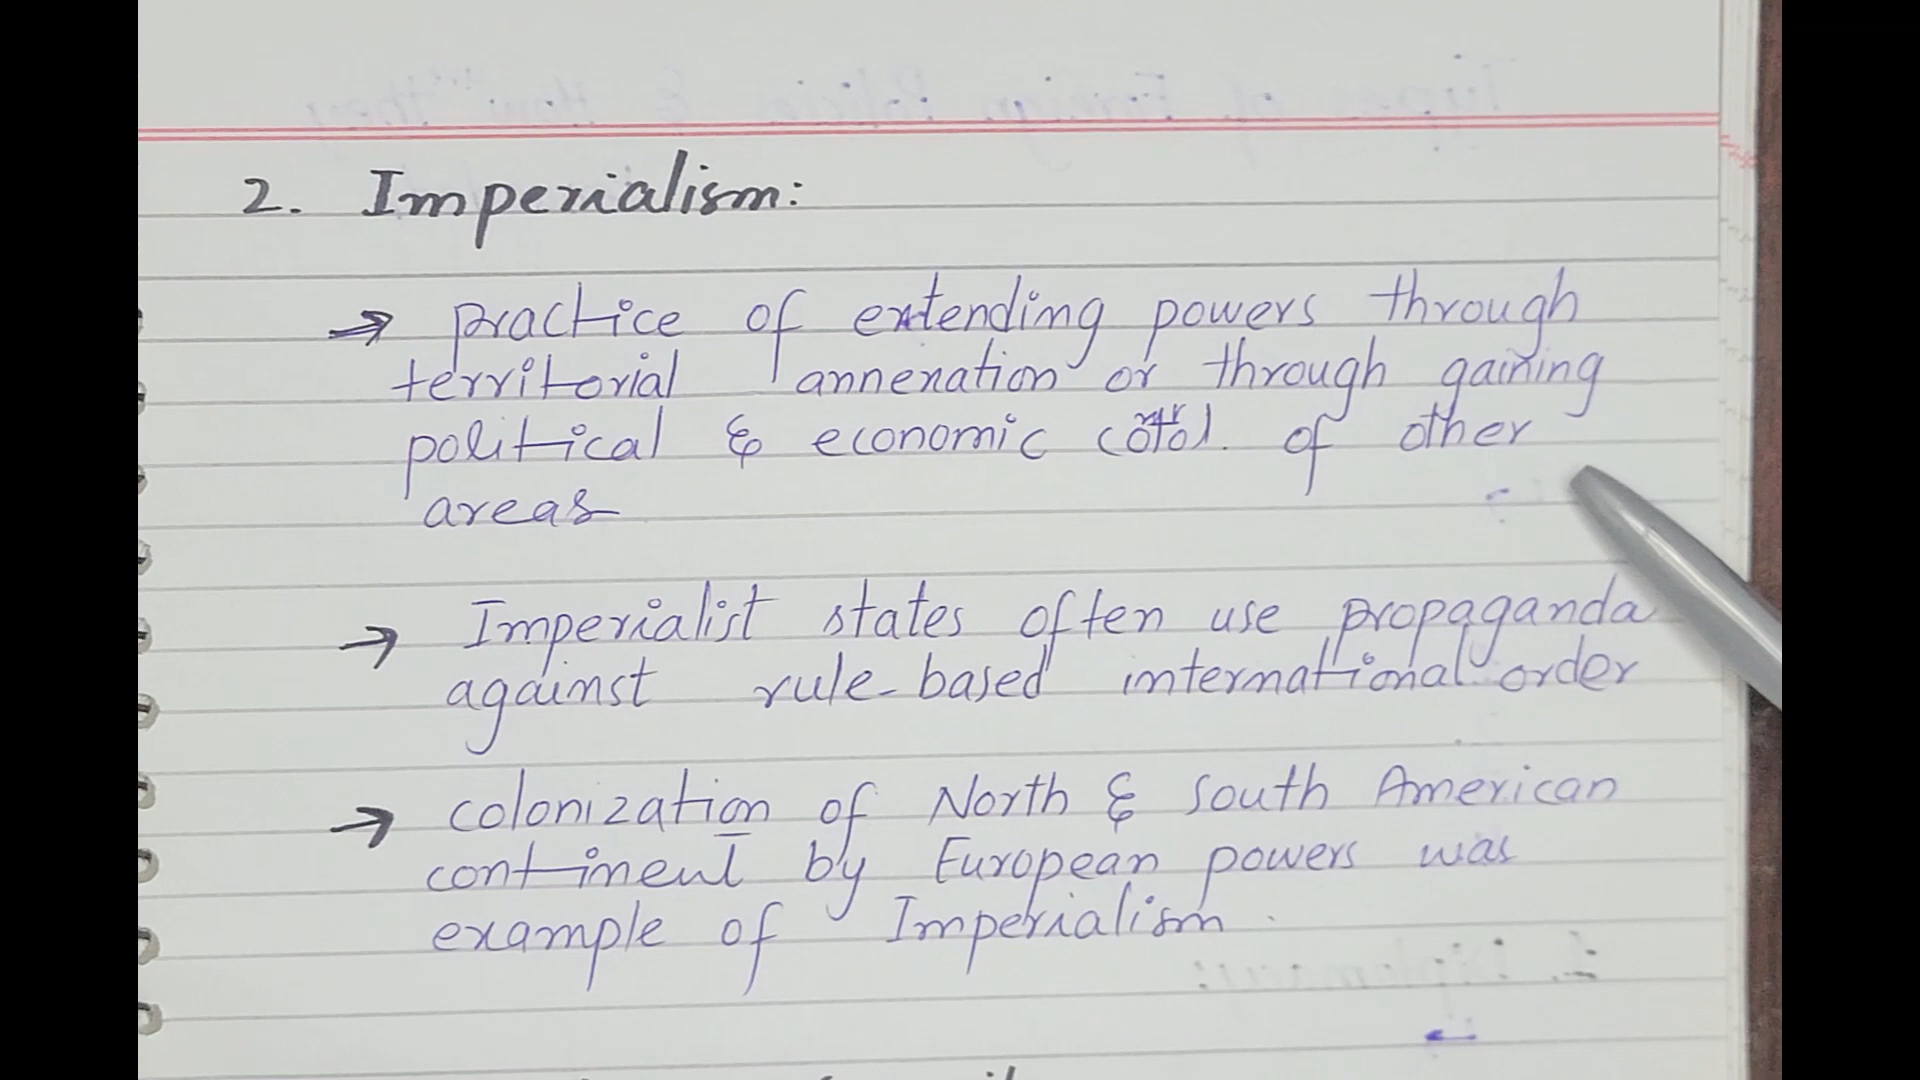 2. Imperialism:
→ practice of extending powers through
territorial annexation or through gaining
political & economic control of other
areas
→ Imperialist states often use propaganda
against rule-based international order
→ colonization of North & South American
continent by European powers was
example of Imperialism.